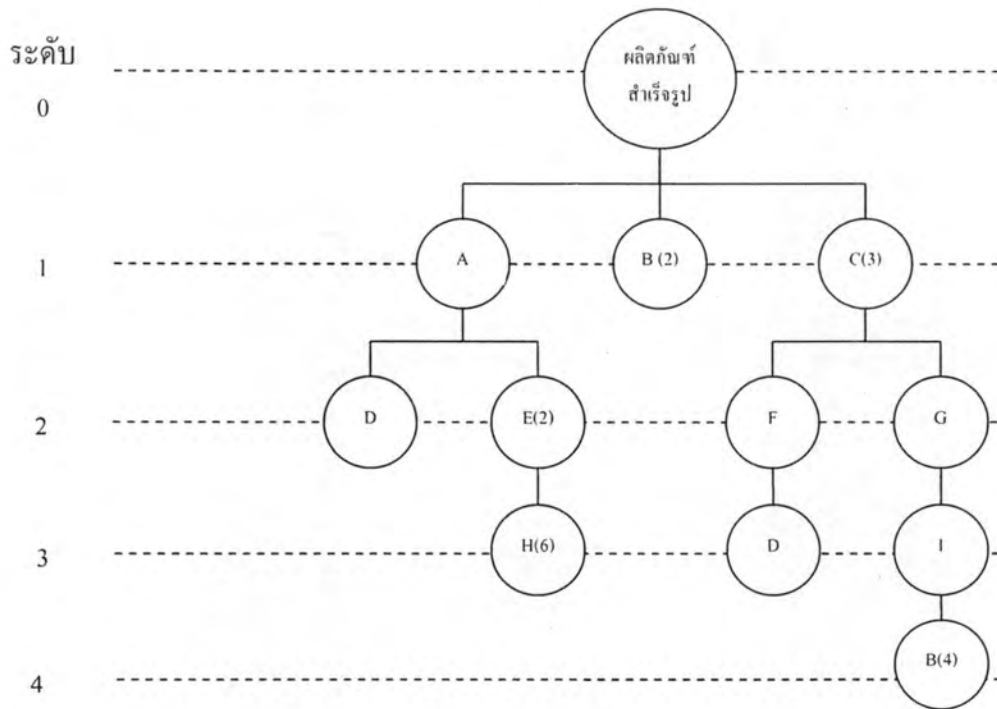 ระดับ
ผลิตภัณฑ์
สำเร็จรูป
0
1
A
B (2)
C(3)
2
D
E(2)
F
G
3
H(6)
D
I
4
B(4)